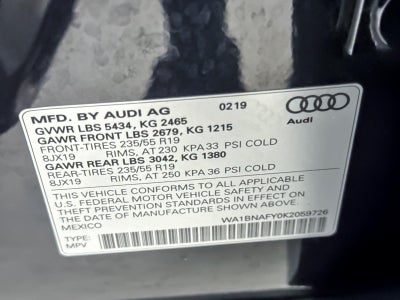 MFD. BY AUDI AG 02 19
Audi
GVWR LBS 5434, KG 2465
GAWR FRONT LBS 2679, KG 1215
FRONT-TIRES 235/55 R19
8JX19 RIMS, AT 230 KPA 33 PSI COLD
GAWR REAR LBS 3042, KG 1380
REAR-TIRES 235/55 R19
8JX19 RIMS, AT 250 KPA 36 PSI COLD
THIS VEHICLE CONFORMS TO ALL APPLICABLE
U.S. FEDERAL MOTOR VEHICLE SAFETY AND
THEFT PREVENTION STANDARDS IN EFFECT ON THE
DATE OF MANUFACTURE SHOWN ABOVE.
MEXICO
TYPE:
MPV
WA1BNAFY0K2059726